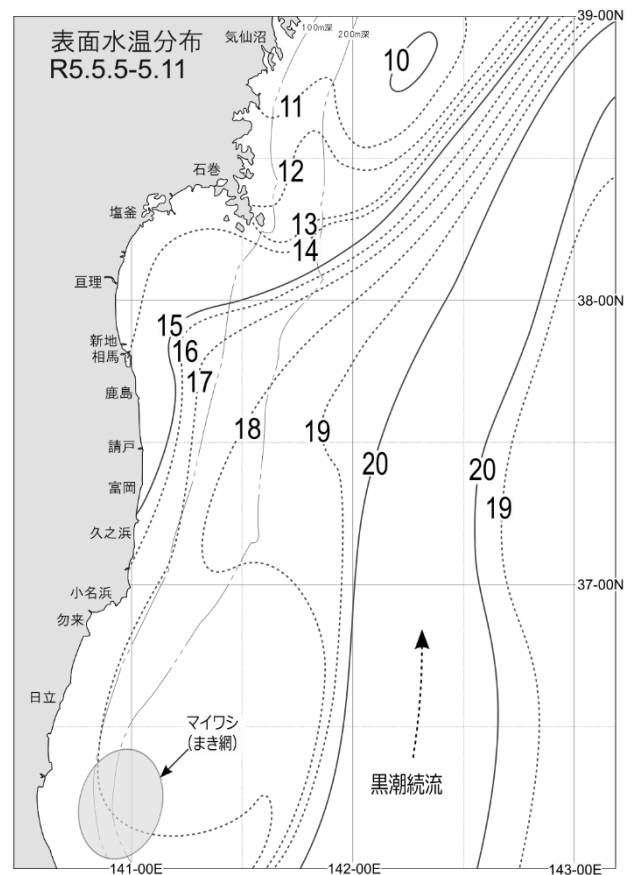 表面水温分布
R5.5.5-5.11
気仙沼
100m深
200m深
39-00N
10
11
石巻
12
塩釜
13
14
亘理
38-00N
15
新地
16
相馬
17
鹿島
18
19
請戸
20
20
富岡
19
久之浜
小名浜
37-00N
勿来
日立
マイワシ
(まき網)
黒潮続流
141-00E
142-00E
143-00E